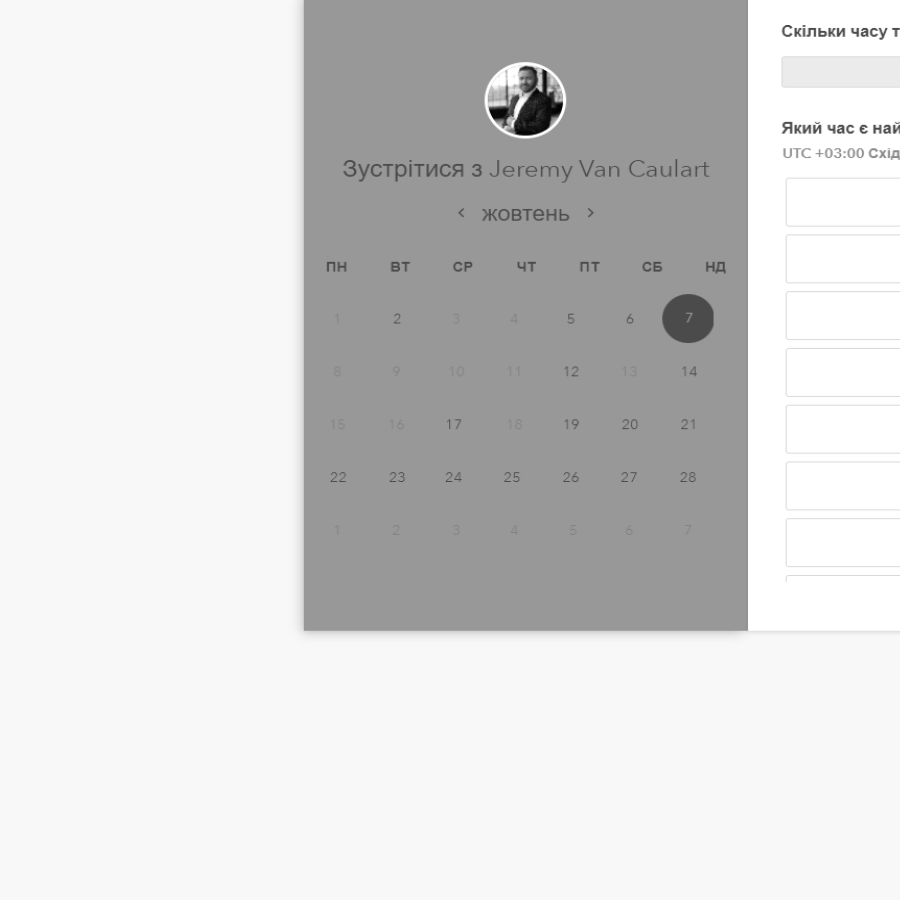 Зустрітися з Jeremy Van Caulart
жовтень
ПН ВТ СР ЧТ ПТ СБ НД
1 2 3 4 5 6 7
8 9 10 11 12 13 14
15 16 17 18 19 20 21
22 23 24 25 26 27 28
1 2 3 4 5 6 7
Скільки часу т
Який час є най
UTC +03:00 Схід